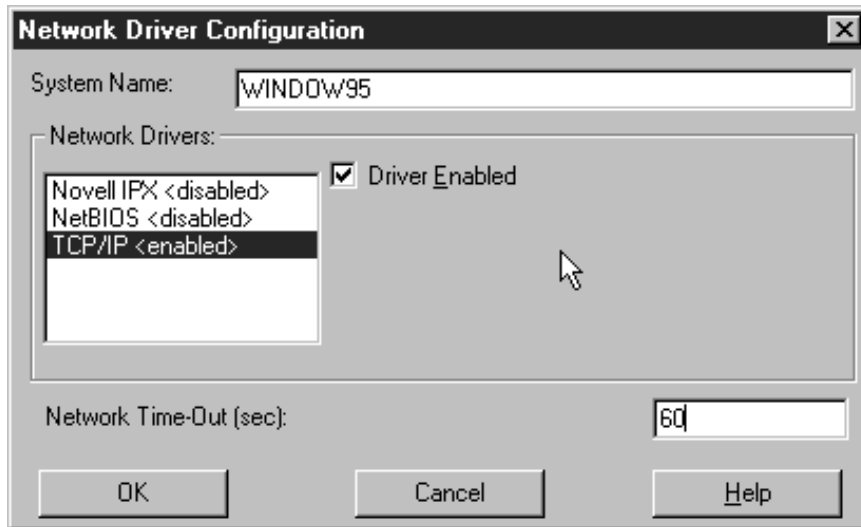 Network Driver Configuration
System Name: WINDOW95
Network Drivers:
Novell IPX <disabled>
NetBIOS <disabled>
TCP/IP <enabled>
Driver Enabled
Network Time-Out (sec): 60
OK Cancel Help